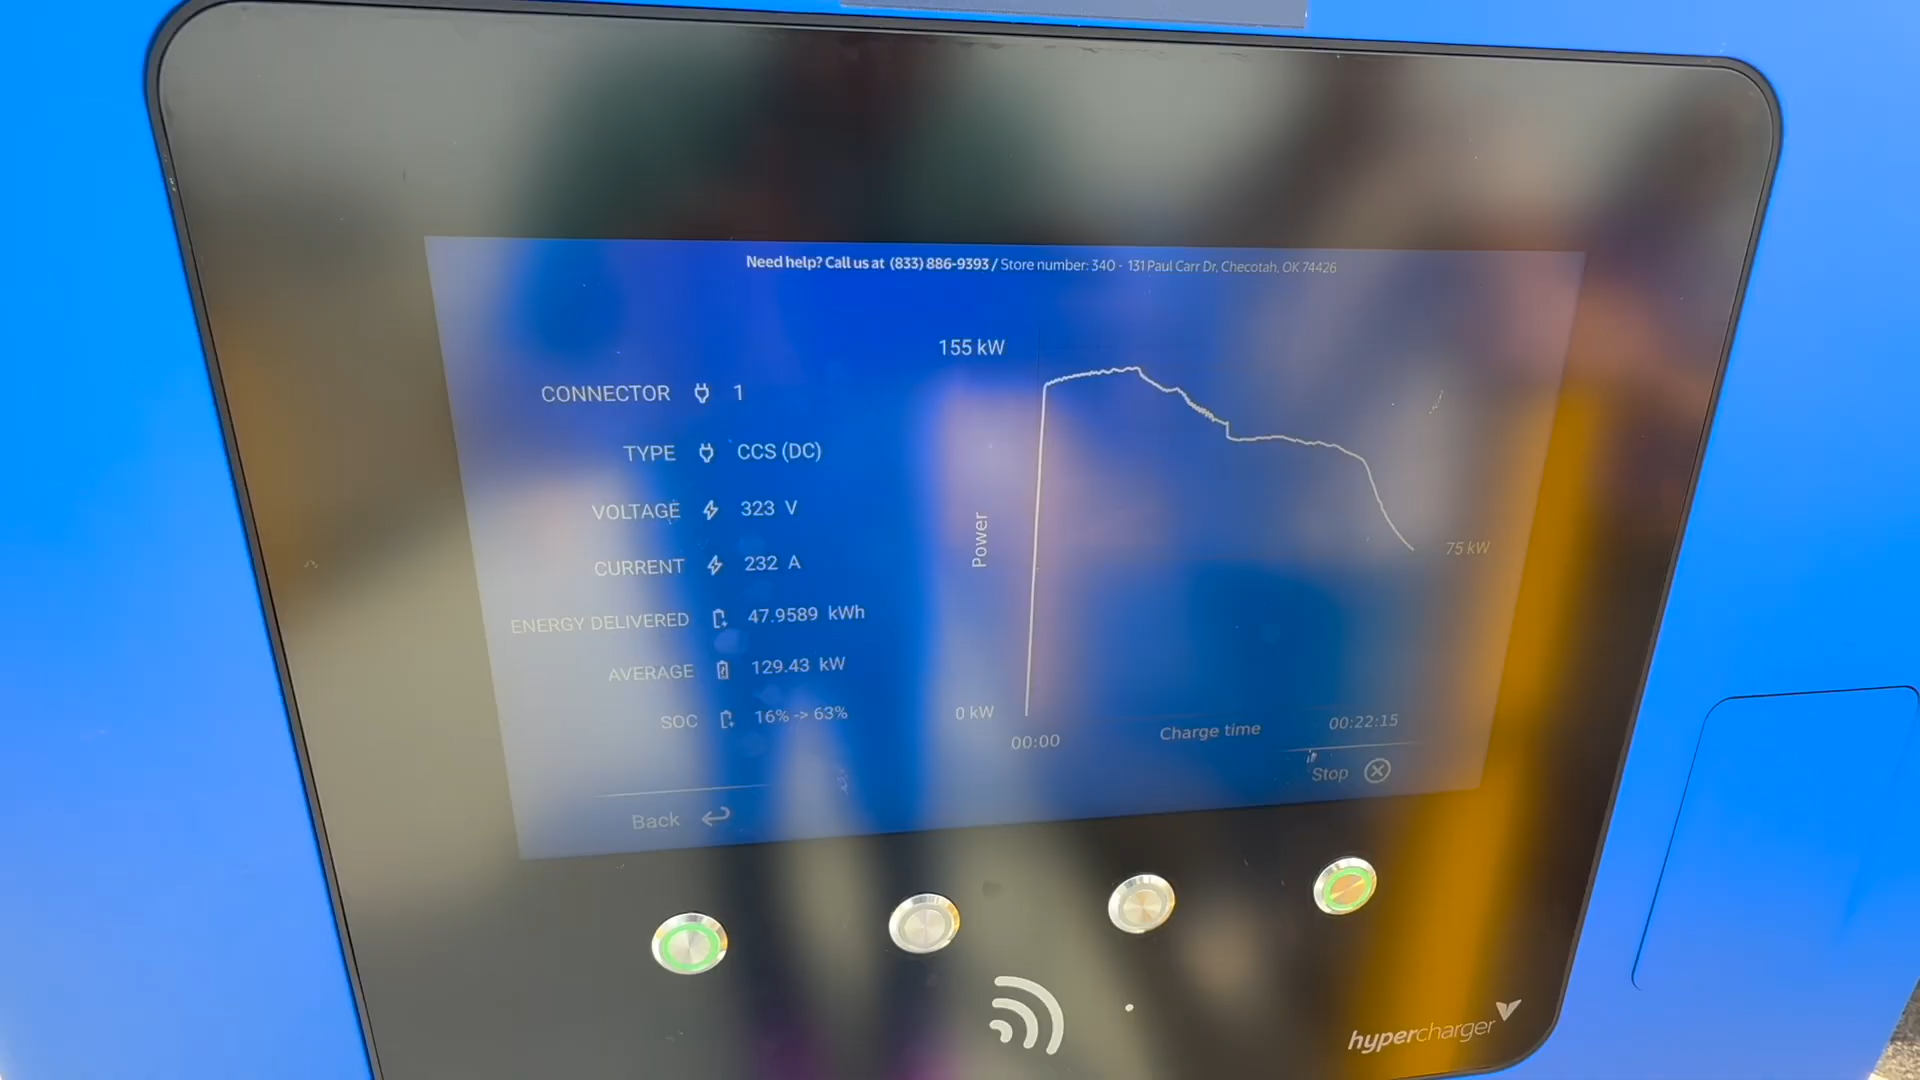 Need help? Call us at (833) 886-9393 / Store number: 340 - 131 Paul Carr Dr, Checotah, OK 74426
CONNECTOR 1
TYPE CCS (DC)
VOLTAGE 323 V
CURRENT 232 A
ENERGY DELIVERED 47.9589 kWh
AVERAGE 129.43 kW
SOC 16% -> 63%
Back
155 kW
Power
75 kW
0 kW
00:00
Charge time
00:22:15
Stop
hypercharger